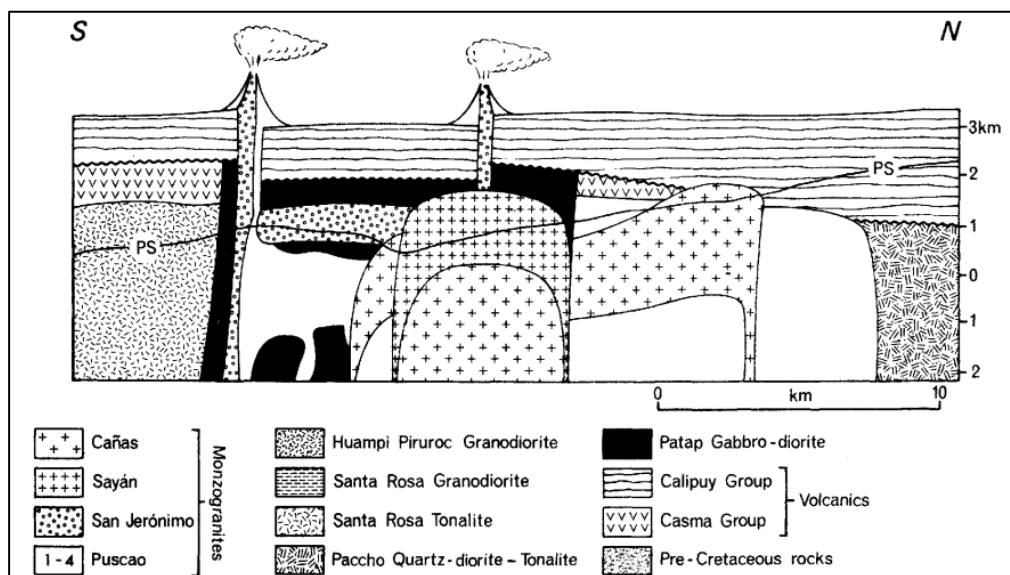 S
N
3km
PS
2
1
PS
0
1
2
0
10
km
Cañas
Sayán
San Jerónimo
1-4 Puscao
Monzogranites
Huampi Piruroc Granodiorite
Santa Rosa Granodiorite
Santa Rosa Tonalite
Paccho Quartz-diorite-Tonalite
Patap Gabbro-diorite
Calipuy Group
Casma Group
Volcanics
Pre-Cretaceous rocks